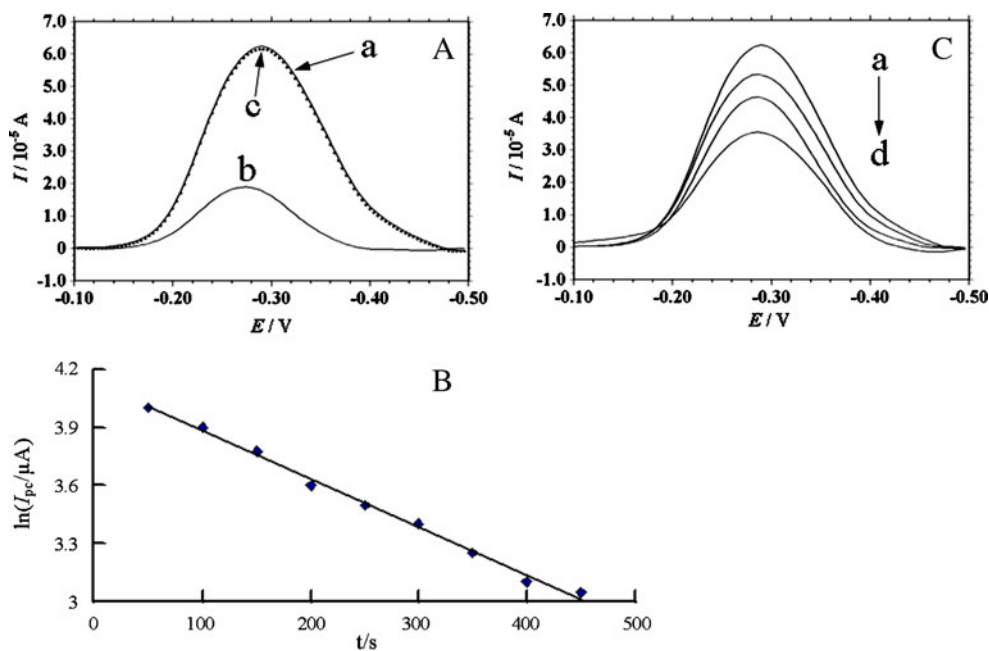 7.0
6.0
5.0
4.0
3.0
2.0
1.0
0
-1.0
I / 10⁻⁵ A
-0.10 -0.20 -0.30 -0.40 -0.50
E / V
A
a
c
b
7.0
6.0
5.0
4.0
3.0
2.0
1.0
0
-1.0
I / 10⁻⁵ A
-0.10 -0.20 -0.30 -0.40 -0.50
E / V
C
a
d
4.2
3.9
3.6
3.3
3
ln(Ipc/μA)
0 100 200 300 400 500
t/s
B